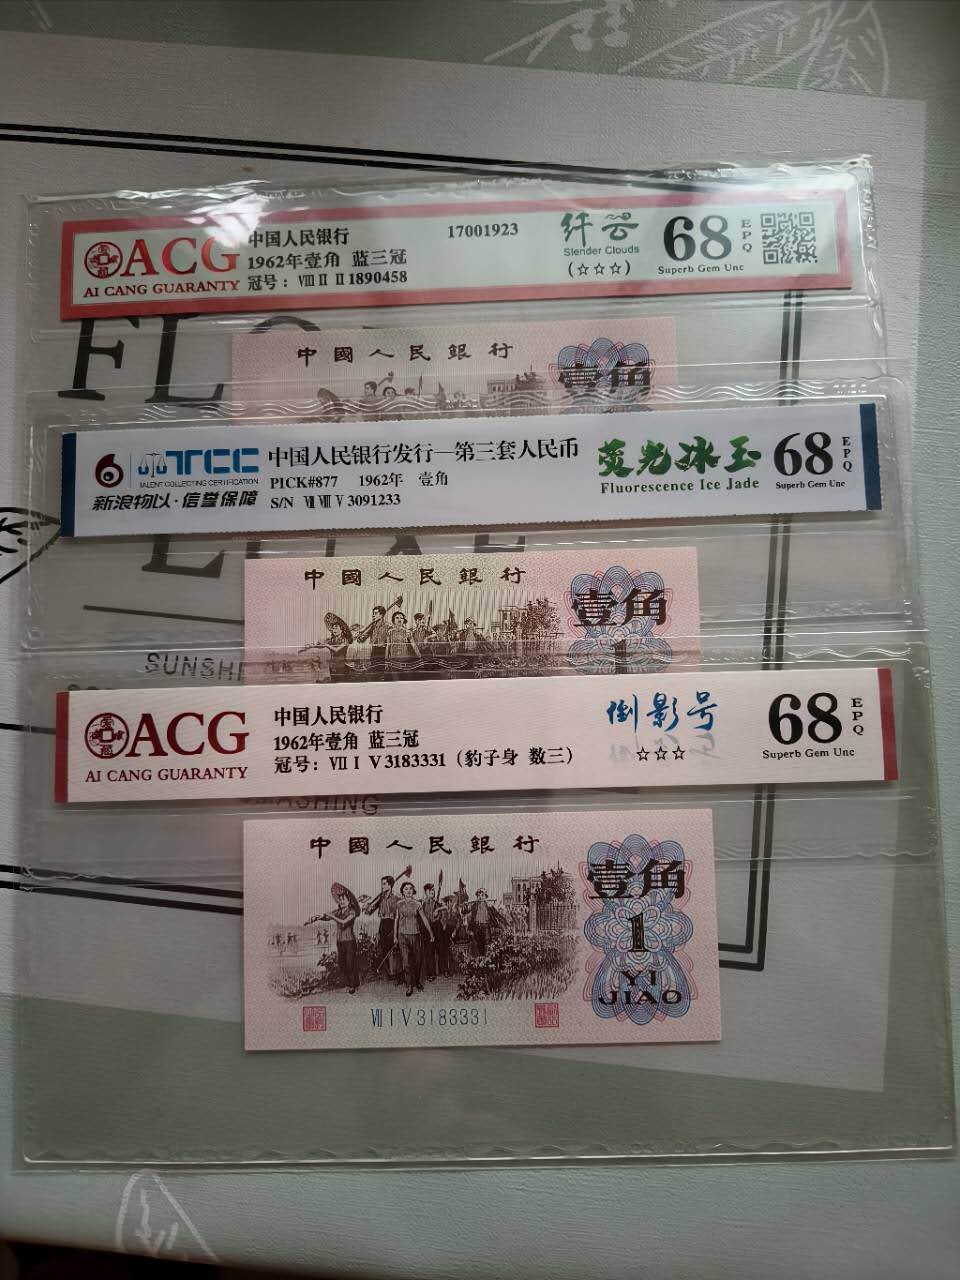 ACG
AI CANG GUARANTY
中国人民银行
1962年壹角 蓝三冠
冠号：Ⅷ Ⅱ Ⅱ 1890458
17001923
纤云
Slender Clouds
(☆☆☆)
68
EPQ
Superb Gem Unc
中國人民銀行
壹角
TCC
TALENT COLLECTING CERTIFICATION
新浪物以·信誉保障
中国人民银行发行—第三套人民币
PICK#877 1962年 壹角
S/N Ⅶ Ⅷ Ⅴ 3091233
荧光冰玉
Fluorescence Ice Jade
68
EPQ
Superb Gem Unc
中國人民銀行
壹角
1
SUNSHI
ACG
AI CANG GUARANTY
中国人民银行
1962年壹角 蓝三冠
冠号：Ⅶ Ⅰ Ⅴ 3183331（豹子身 数三）
倒影号
☆☆☆
68
EPQ
Superb Gem Unc
中國人民銀行
壹角
1
YI
JIAO
Ⅶ Ⅰ Ⅴ 3183331